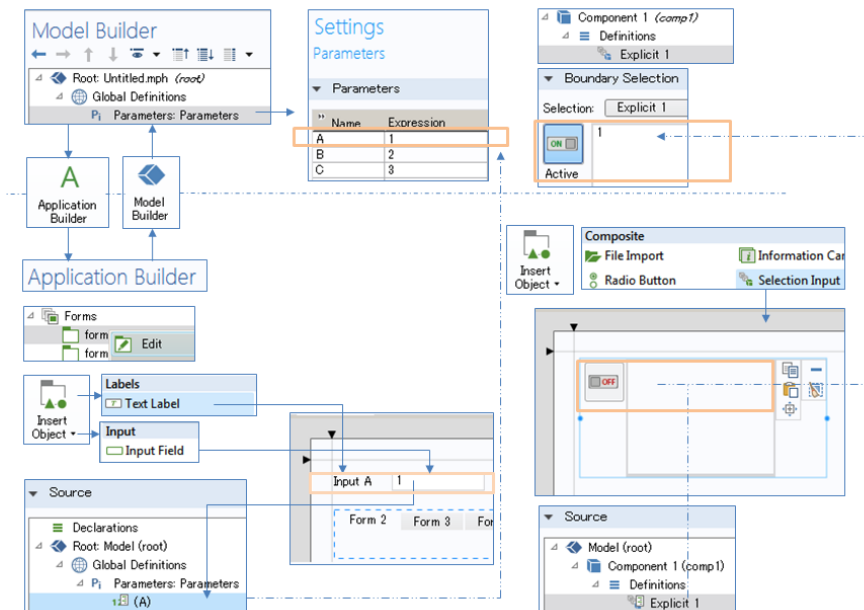 Model Builder
Root: Untitled.mph (root)
Global Definitions
Pi Parameters: Parameters
Settings
Parameters
Parameters
Name Expression
A 1
B 2
C 3
Component 1 (comp1)
Definitions
Explicit 1
Boundary Selection
Selection: Explicit 1
ON
1
Active
A
Application
Builder
Model
Builder
Application Builder
Forms
form
Edit
form
Insert
Object
Labels
Text Label
Input
Input Field
Input A 1
Form 2 Form 3 For
Source
Declarations
Root: Model (root)
Global Definitions
Pi Parameters: Parameters
(A)
Insert
Object
Composite
File Import
Information Car
Radio Button
Selection Input
OFF
Source
Model (root)
Component 1 (comp1)
Definitions
Explicit 1